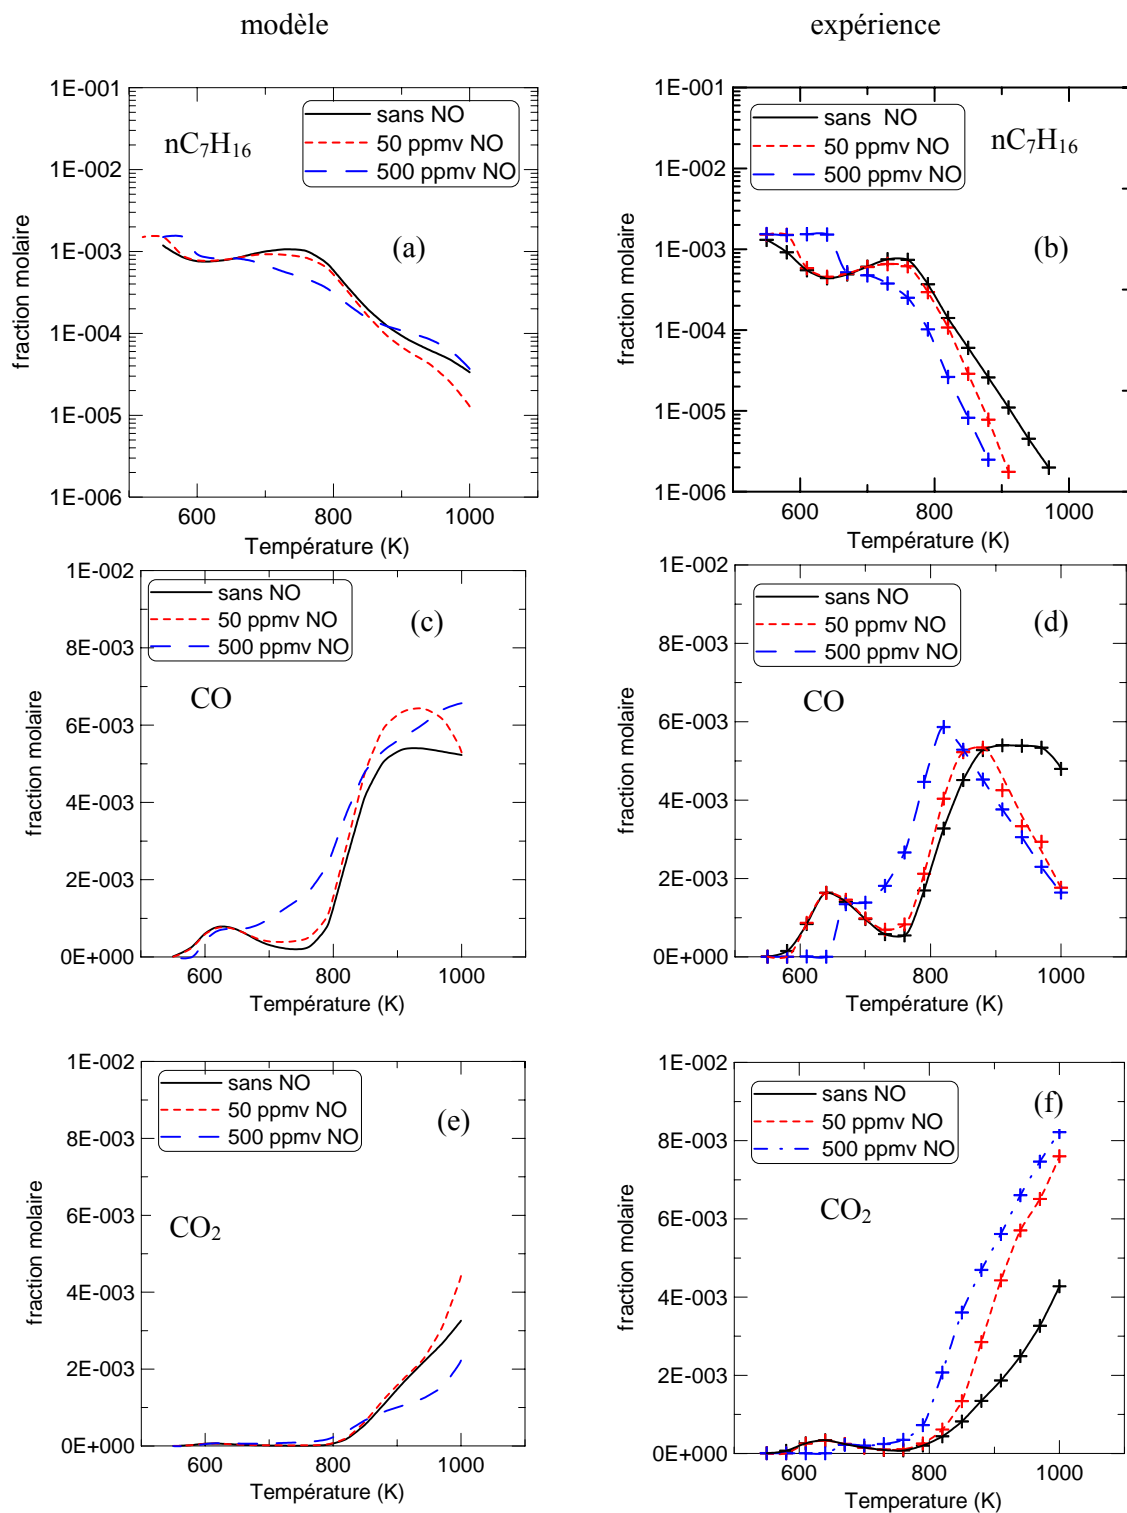 modèle
expérience
1E-001
1E-002
1E-003
1E-004
1E-005
1E-006
fraction molaire
nC7H16
sans NO
50 ppmv NO
500 ppmv NO
(a)
600
800
1000
Température (K)
1E-001
1E-002
1E-003
1E-004
1E-005
1E-006
fraction molaire
sans NO
50 ppmv NO
500 ppmv NO
nC7H16
(b)
600
800
1000
Température (K)
1E-002
8E-003
6E-003
4E-003
2E-003
0E+000
fraction molaire
sans NO
50 ppmv NO
500 ppmv NO
(c)
CO
600
800
1000
Température (K)
1E-002
8E-003
6E-003
4E-003
2E-003
0E+000
fraction molaire
sans NO
50 ppmv NO
500 ppmv NO
(d)
CO
600
800
1000
Température (K)
1E-002
8E-003
6E-003
4E-003
2E-003
0E+000
fraction molaire
sans NO
50 ppmv NO
500 ppmv NO
(e)
CO2
600
800
1000
Température (K)
1E-002
8E-003
6E-003
4E-003
2E-003
0E+000
fraction molaire
sans NO
50 ppmv NO
500 ppmv NO
(f)
CO2
600
800
1000
Temperature (K)